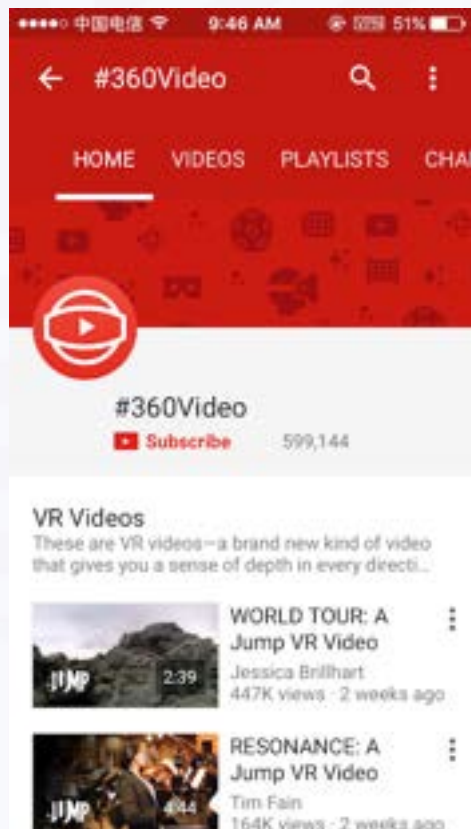 中国电信 9:46 AM 51%
#360Video
HOME VIDEOS PLAYLISTS CHA
#360Video
Subscribe 599,144
VR Videos
These are VR videos—a brand new kind of video
that gives you a sense of depth in every directi...
WORLD TOUR: A
Jump VR Video
Jessica Brillhart
447K views · 2 weeks ago
JUMP 2:39
RESONANCE: A
Jump VR Video
Tim Fain
164K views · 2 weeks ago
JUMP 4:44